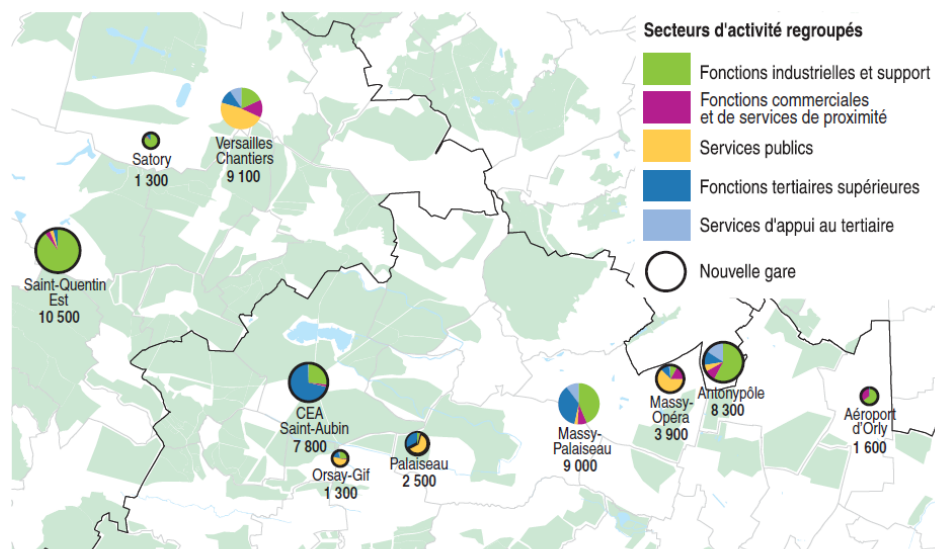 Secteurs d'activité regroupés
Fonctions industrielles et support
Fonctions commerciales
et de services de proximité
Services publics
Fonctions tertiaires supérieures
Services d'appui au tertiaire
Nouvelle gare
Versailles
Chantiers
9 100
Satory
1 300
Saint-Quentin
Est
10 500
CEA
Saint-Aubin
7 800
Orsay-Gif
1 300
Palaiseau
2 500
Massy-
Palaiseau
9 000
Massy-
Opéra
3 900
Antonypôle
8 300
Aéroport
d'Orly
1 600